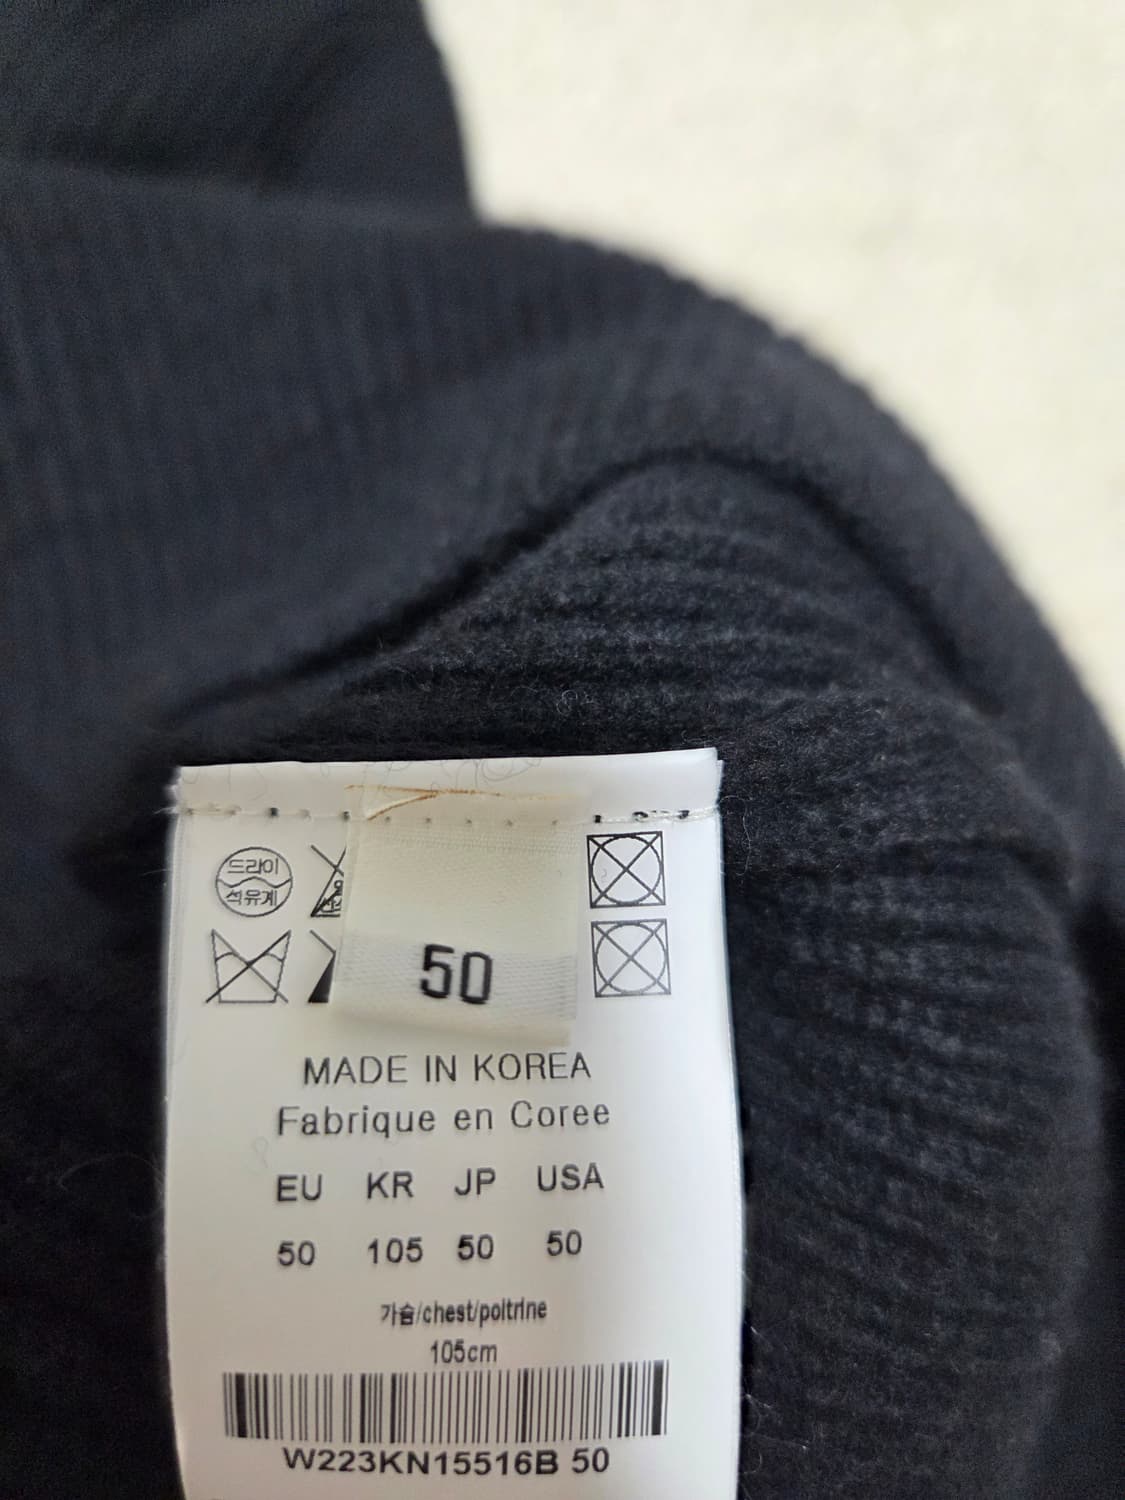 드라이
석유계
50
MADE IN KOREA
Fabrique en Coree
EU KR JP USA
50 105 50 50
가슴/chest/poltrine
105cm
W223KN15516B 50